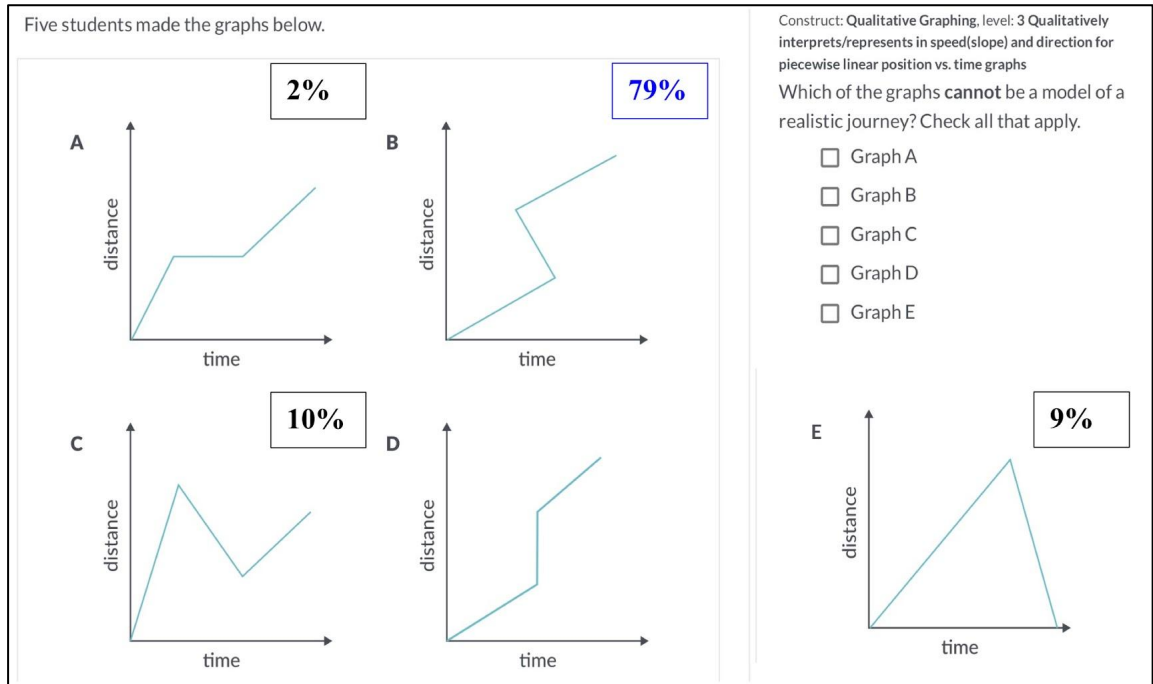 Five students made the graphs below.
2%
79%
A
B
distance
distance
time
time
10%
C
D
distance
distance
time
time
Construct: Qualitative Graphing, level: 3 Qualitatively
interprets/represents in speed(slope) and direction for
piecewise linear position vs. time graphs
Which of the graphs cannot be a model of a
realistic journey? Check all that apply.
Graph A
Graph B
Graph C
Graph D
Graph E
9%
E
distance
time